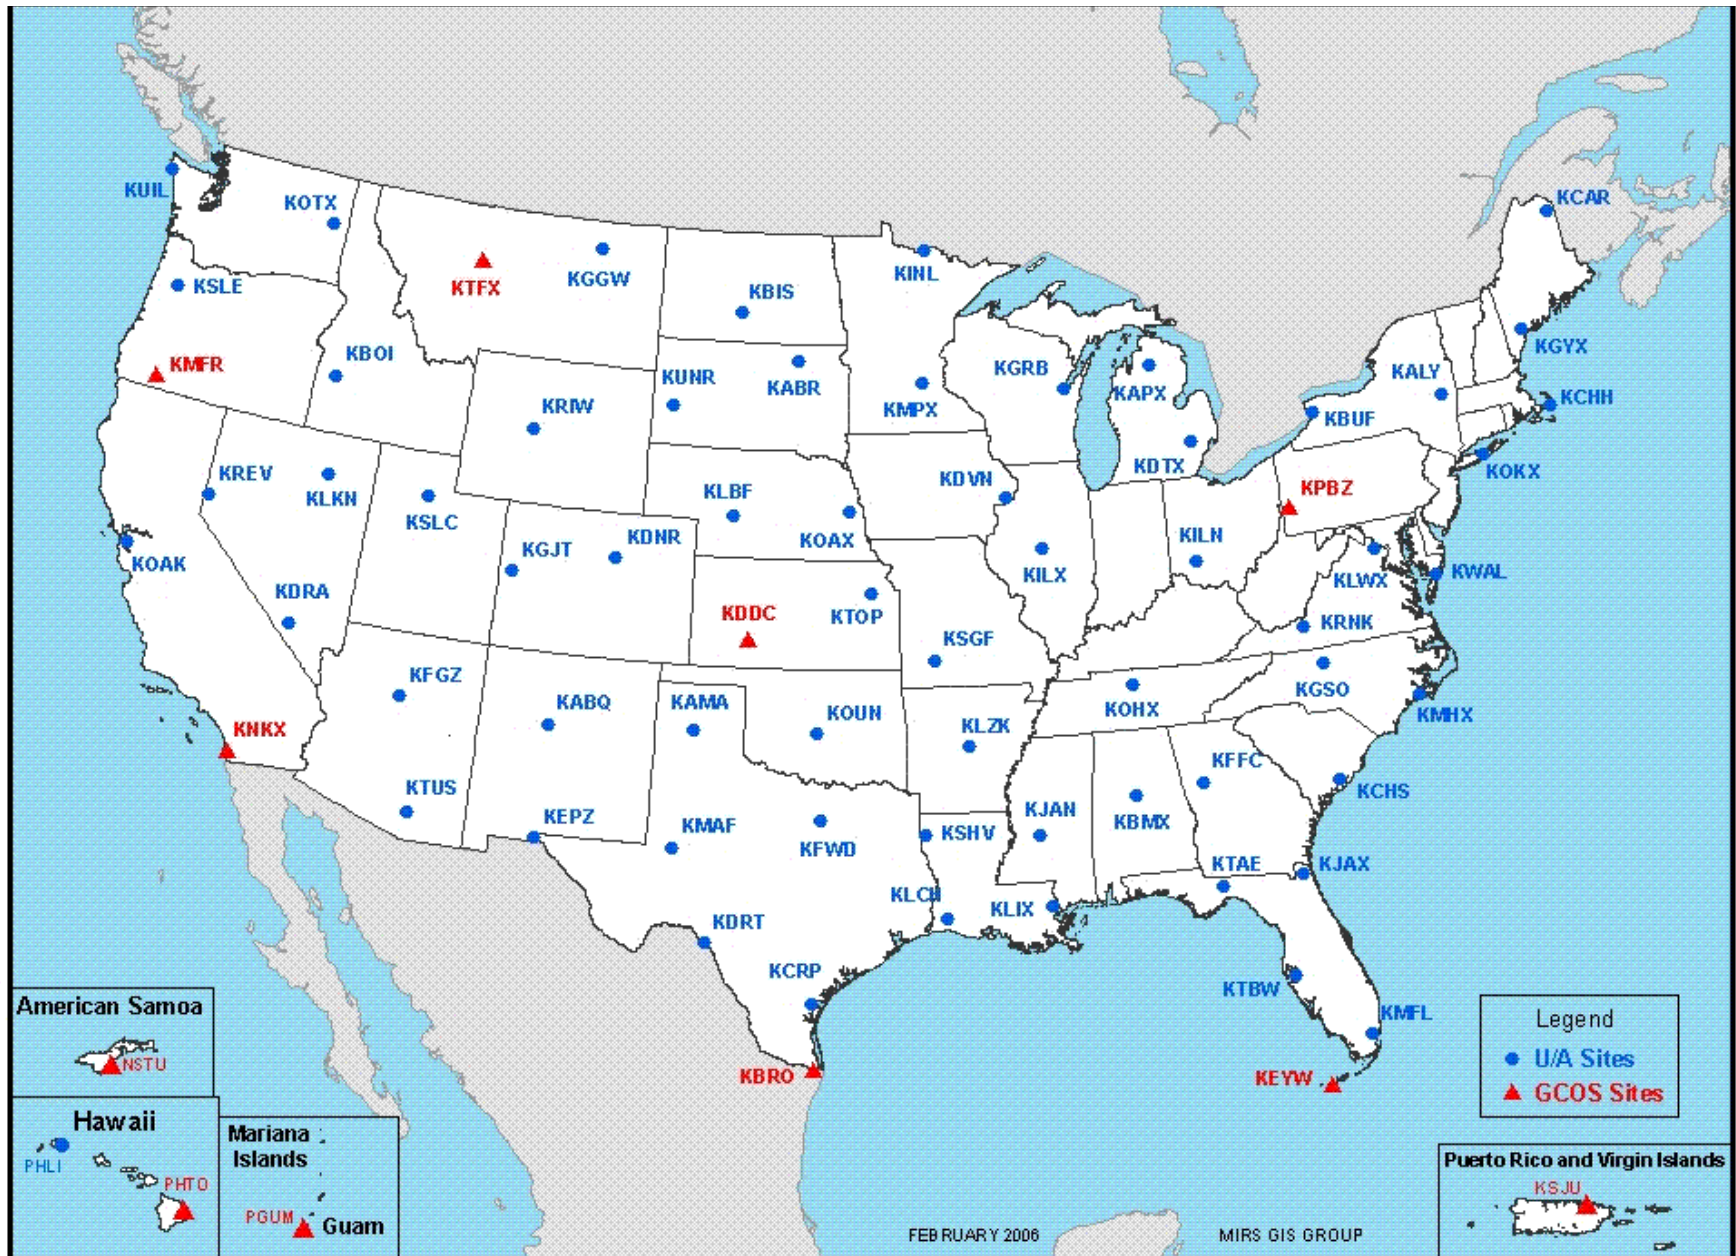 KUIL
KOTX
KCAR
KTFX
KGGW
KINL
KSLE
KBIS
KGYX
KMFR
KBOI
KUNR
KABR
KGRB
KAPX
KALY
KCHH
KRIW
KMPX
KBUF
KREV
KLKN
KLBF
KDVN
KDTX
KPBZ
KOKX
KSLC
KOAX
KOAK
KGJT
KDNR
KILX
KILN
KLWX
KWAL
KDRA
KDDC
KTOP
KSGF
KRNK
KFGZ
KABQ
KAMA
KOUN
KLZK
KOHX
KGSO
KMHX
KNKX
KTUS
KEPZ
KMAF
KFWD
KSHV
KJAN
KBMX
KFFC
KCHS
KTAE
KJAX
KLCH
KLIX
KDRT
KCRP
KTBW
KMFL
KBRO
KEYW
American Samoa
NSTU
Hawaii
PHLI
PHTO
Mariana
Islands
PGUM
Guam
Legend
U/A Sites
GCOS Sites
Puerto Rico and Virgin Islands
KSJU
FEBRUARY 2006
MIRS GIS GROUP